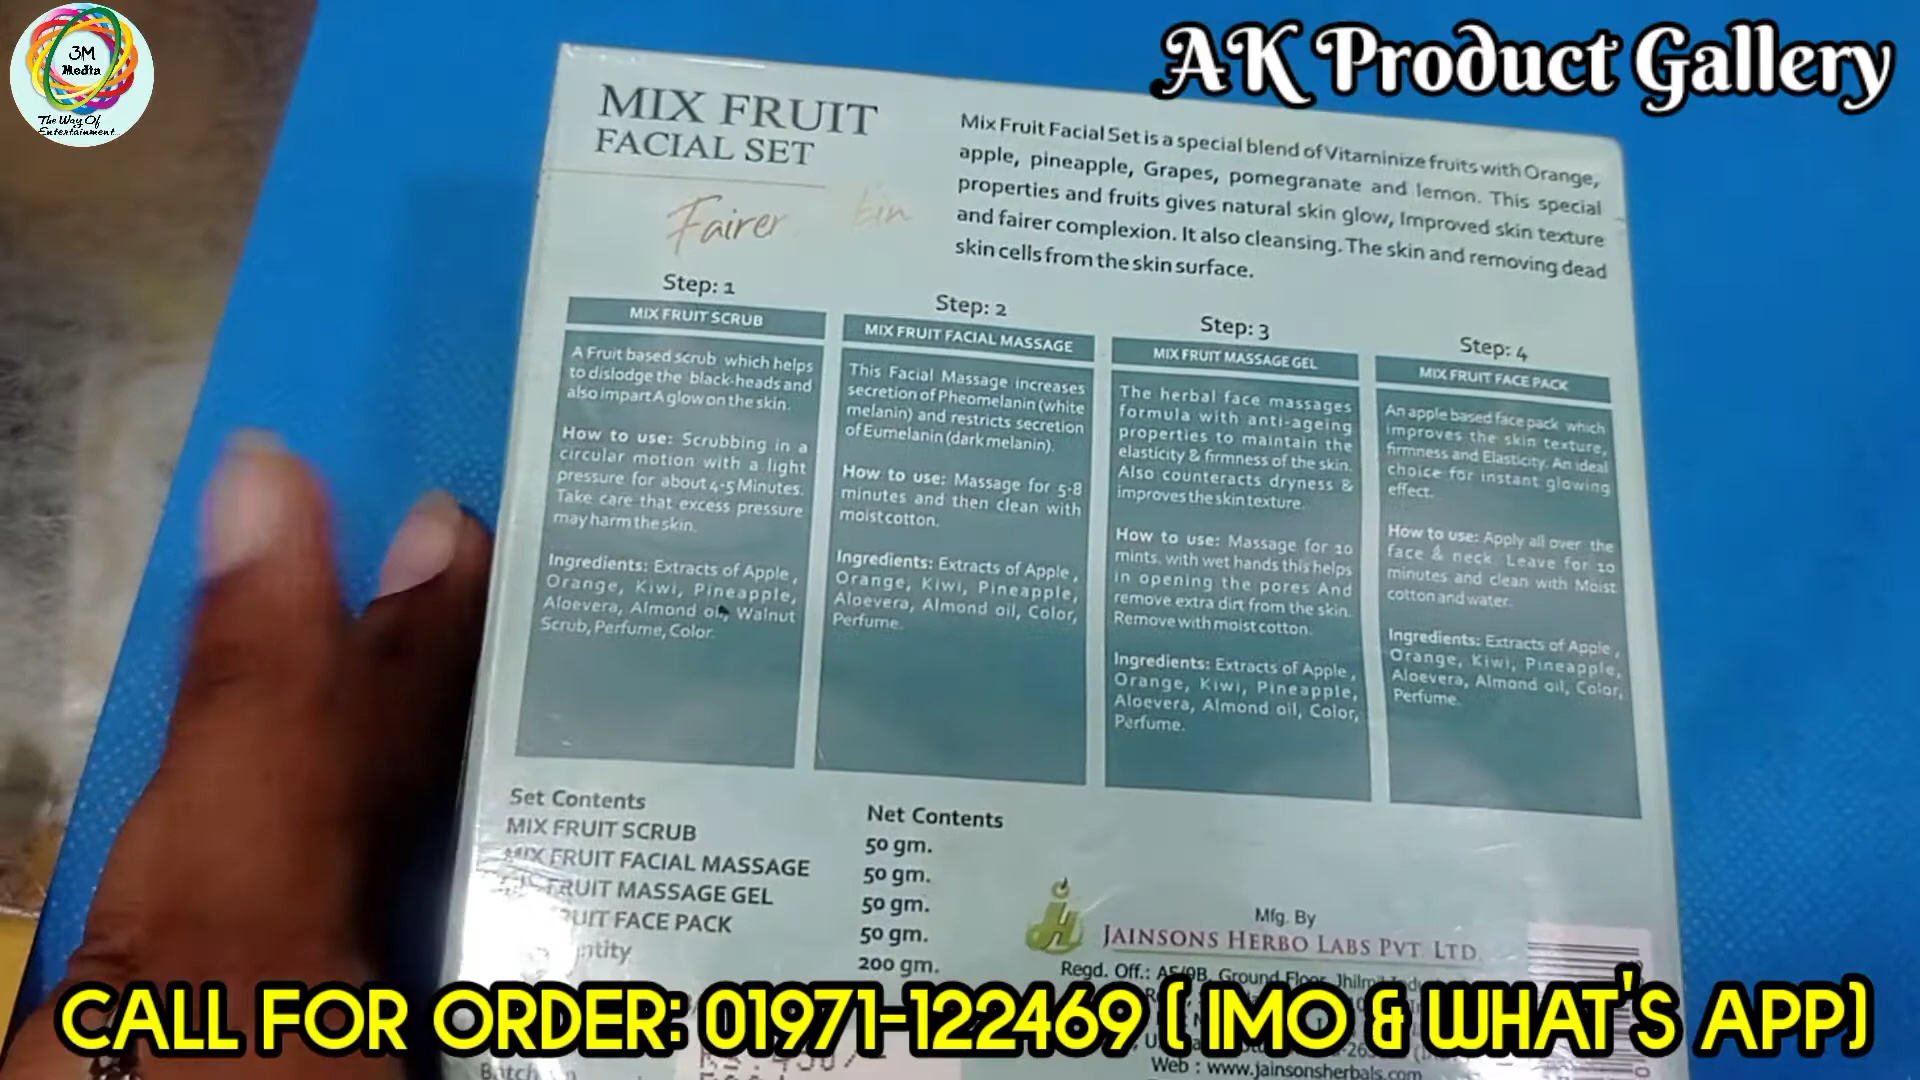 3M
Media
The Way Of
Entertainment...
AK Product Gallery
MIX FRUIT
FACIAL SET
Fairer
Mix Fruit Facial Set is a special blend of Vitaminize fruits with Orange,
apple, pineapple, Grapes, pomegranate and lemon. This special
properties and fruits gives natural skin glow, Improved skin texture
and fairer complexion. It also cleansing. The skin and removing dead
skin cells from the skin surface.
Step: 1
MIX FRUIT SCRUB
A Fruit based scrub which helps
to dislodge the black-heads and
also impart A glow on the skin.
How to use: Scrubbing in a
circular motion with a light
pressure for about 4-5 Minutes.
Take care that excess pressure
may harm the skin.
Ingredients: Extracts of Apple,
Orange, Kiwi, Pineapple,
Aloevera, Almond oil, Walnut
Scrub, Perfume, Color.
Step: 2
MIX FRUIT FACIAL MASSAGE
This Facial Massage increases
secretion of Pheomelanin (white
melanin) and restricts secretion
of Eumelanin (dark melanin).
How to use: Massage for 5-8
minutes and then clean with
moist cotton.
Ingredients: Extracts of Apple,
Orange, Kiwi, Pineapple,
Aloevera, Almond oil, Color,
Perfume.
Step: 3
MIX FRUIT MASSAGE GEL
The herbal face massages
formula with anti-ageing
properties to maintain the
elasticity & firmness of the skin.
Also counteracts dryness &
improves the skin texture.
How to use: Massage for 10
mints. with wet hands this helps
in opening the pores And
remove extra dirt from the skin.
Remove with moist cotton.
Ingredients: Extracts of Apple,
Orange, Kiwi, Pineapple,
Aloevera, Almond oil, Color,
Perfume.
Step: 4
MIX FRUIT FACE PACK
An apple based face pack which
improves the skin texture,
firmness and Elasticity. An ideal
choice for instant glowing
effect.
How to use: Apply all over the
face & neck. Leave for 10
minutes and clean with Moist
cotton and water.
Ingredients: Extracts of Apple,
Orange, Kiwi, Pineapple,
Aloevera, Almond oil, Color,
Perfume.
Set Contents
MIX FRUIT SCRUB
MIX FRUIT FACIAL MASSAGE
FRUIT MASSAGE GEL
FACE PACK
Net Contents
50 gm.
50 gm.
50 gm.
50 gm.
200 gm.
Mfg. By
JAINSONS HERBO LABS PVT. LTD.
Regd. Off.: Ground Floor,
CALL FOR ORDER: 01971-122469 ( IMO & WHAT'S APP)
Web : www.jainsonsherbals.com
Batch